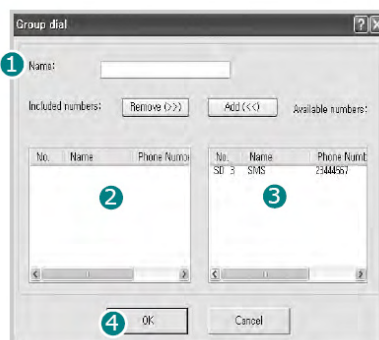 Group dial
? X
1 Name:
Included numbers: Remove (>>) Add (<<) Available numbers:
No. Name Phone Numbe
No. Name Phone Numb
SD 3 SMS 23444567
2
3
4 OK Cancel